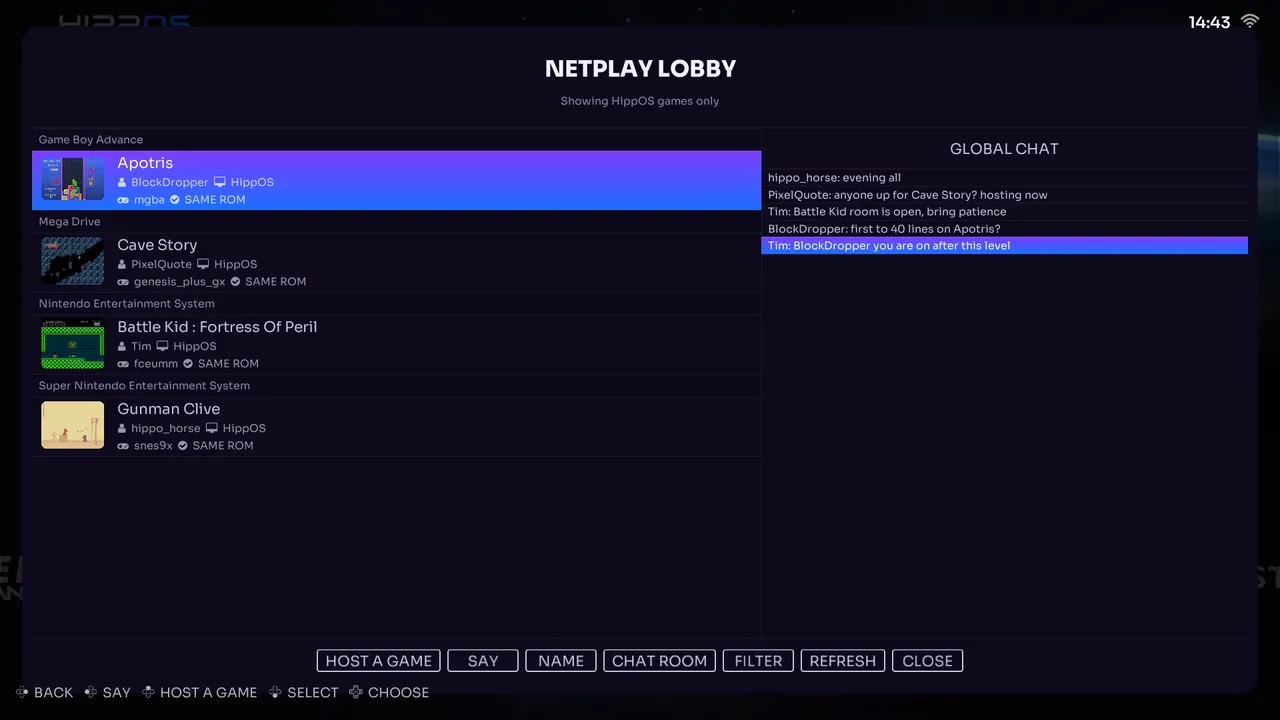 HIPPOS
14:43
NETPLAY LOBBY
Showing HippOS games only
Game Boy Advance
Apotris
BlockDropper HippOS
mgba SAME ROM
Mega Drive
Cave Story
PixelQuote HippOS
genesis_plus_gx SAME ROM
Nintendo Entertainment System
Battle Kid : Fortress Of Peril
Tim HippOS
fceumm SAME ROM
Super Nintendo Entertainment System
Gunman Clive
hippo_horse HippOS
snes9x SAME ROM
GLOBAL CHAT
hippo_horse: evening all
PixelQuote: anyone up for Cave Story? hosting now
Tim: Battle Kid room is open, bring patience
BlockDropper: first to 40 lines on Apotris?
Tim: BlockDropper you are on after this level
HOST A GAME SAY NAME CHAT ROOM FILTER REFRESH CLOSE
BACK SAY HOST A GAME SELECT CHOOSE